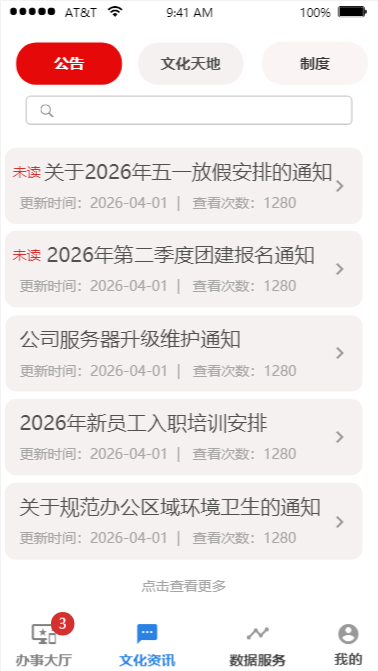 AT&T 9:41 AM 100%
公告 文化天地 制度
未读 关于2026年五一放假安排的通知
更新时间：2026-04-01 | 查看次数：1280
未读 2026年第二季度团建报名通知
更新时间：2026-04-01 | 查看次数：1280
公司服务器升级维护通知
更新时间：2026-04-01 | 查看次数：1280
2026年新员工入职培训安排
更新时间：2026-04-01 | 查看次数：1280
关于规范办公区域环境卫生的通知
更新时间：2026-04-01 | 查看次数：1280
点击查看更多
3
办事大厅 文化资讯 数据服务 我的